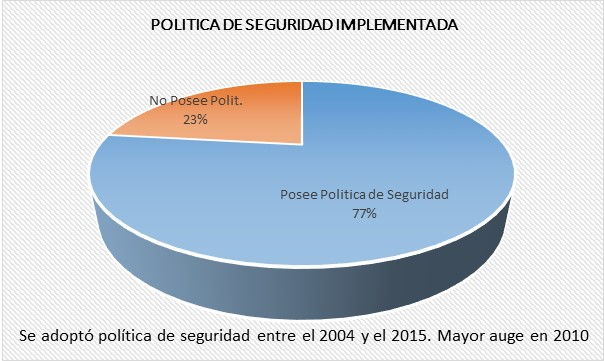 POLITICA DE SEGURIDAD IMPLEMENTADA
No Posee Polit.
23%
Posee Politica de Seguridad
77%
Se adoptó política de seguridad entre el 2004 y el 2015. Mayor auge en 2010